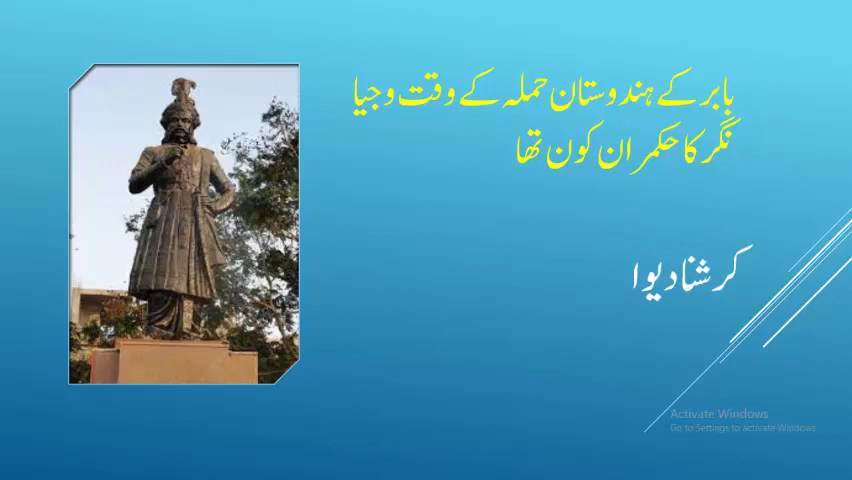 بابر کے ہندوستان حملہ کے وقت وجیا
نگر کا حکمران کون تھا
کرشنا دیوا
Activate Windows
Go to Settings to activate Windows.